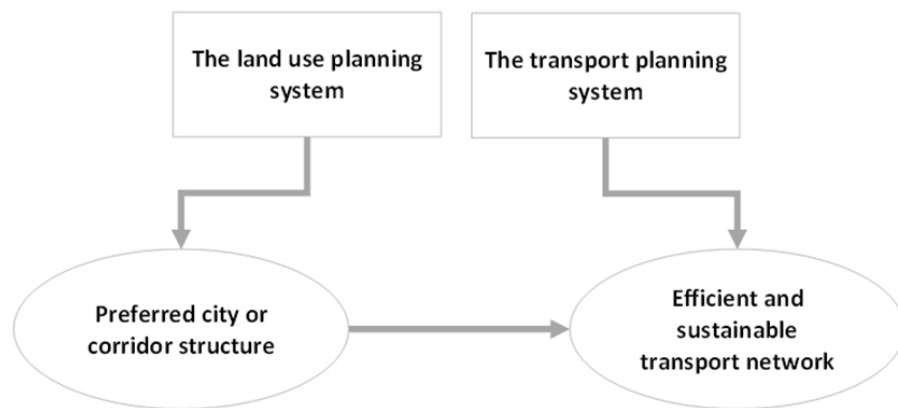 The land use planning
system
The transport planning
system
Preferred city or
corridor structure
Efficient and
sustainable
transport network